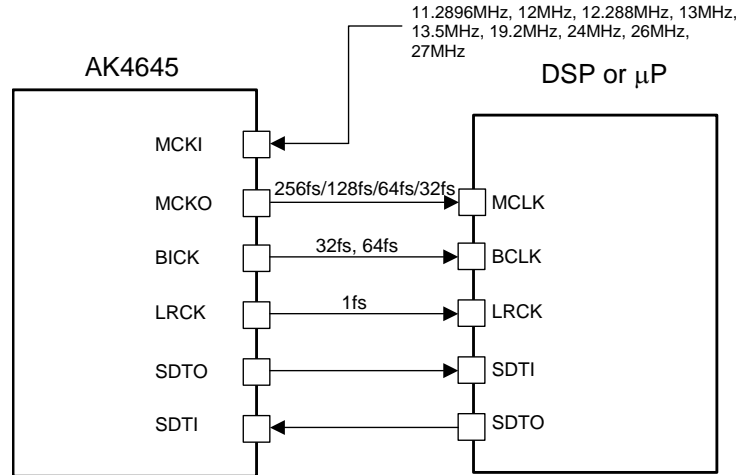 11.2896MHz, 12MHz, 12.288MHz, 13MHz,
13.5MHz, 19.2MHz, 24MHz, 26MHz,
27MHz
AK4645
DSP or μP
MCKI
MCKO
256fs/128fs/64fs/32fs
MCLK
BICK
32fs, 64fs
BCLK
LRCK
1fs
LRCK
SDTO
SDTI
SDTI
SDTO